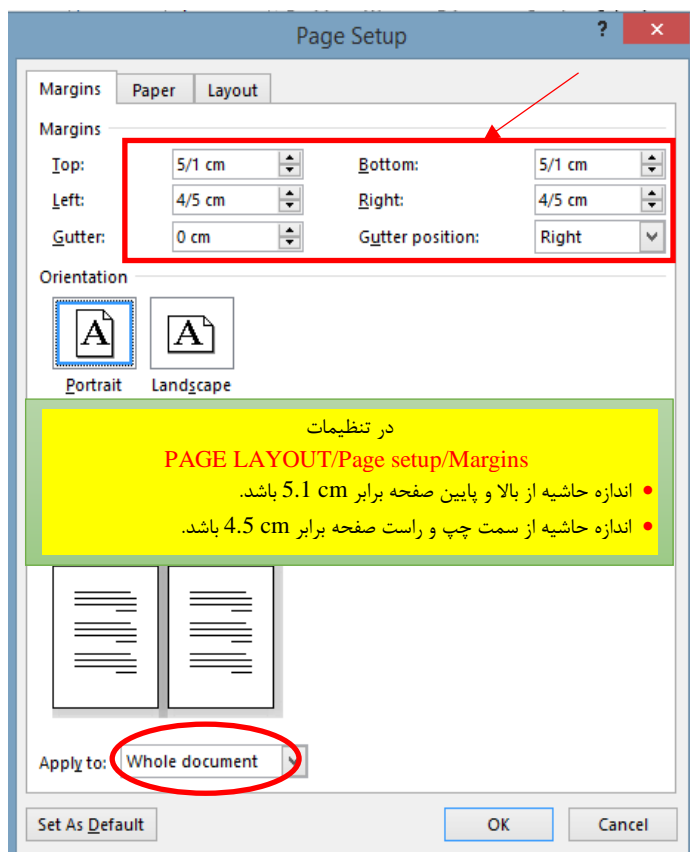 Page Setup
?
Margins Paper Layout
Margins
Top: 5/1 cm Bottom: 5/1 cm
Left: 4/5 cm Right: 4/5 cm
Gutter: 0 cm Gutter position: Right
Orientation
A A
Portrait Landscape
در تنظیمات
PAGE LAYOUT/Page setup/Margins
• اندازه حاشیه از بالا و پایین صفحه برابر 5.1 cm باشد.
• اندازه حاشیه از سمت چپ و راست صفحه برابر 4.5 cm باشد.
Apply to: Whole document
Set As Default OK Cancel